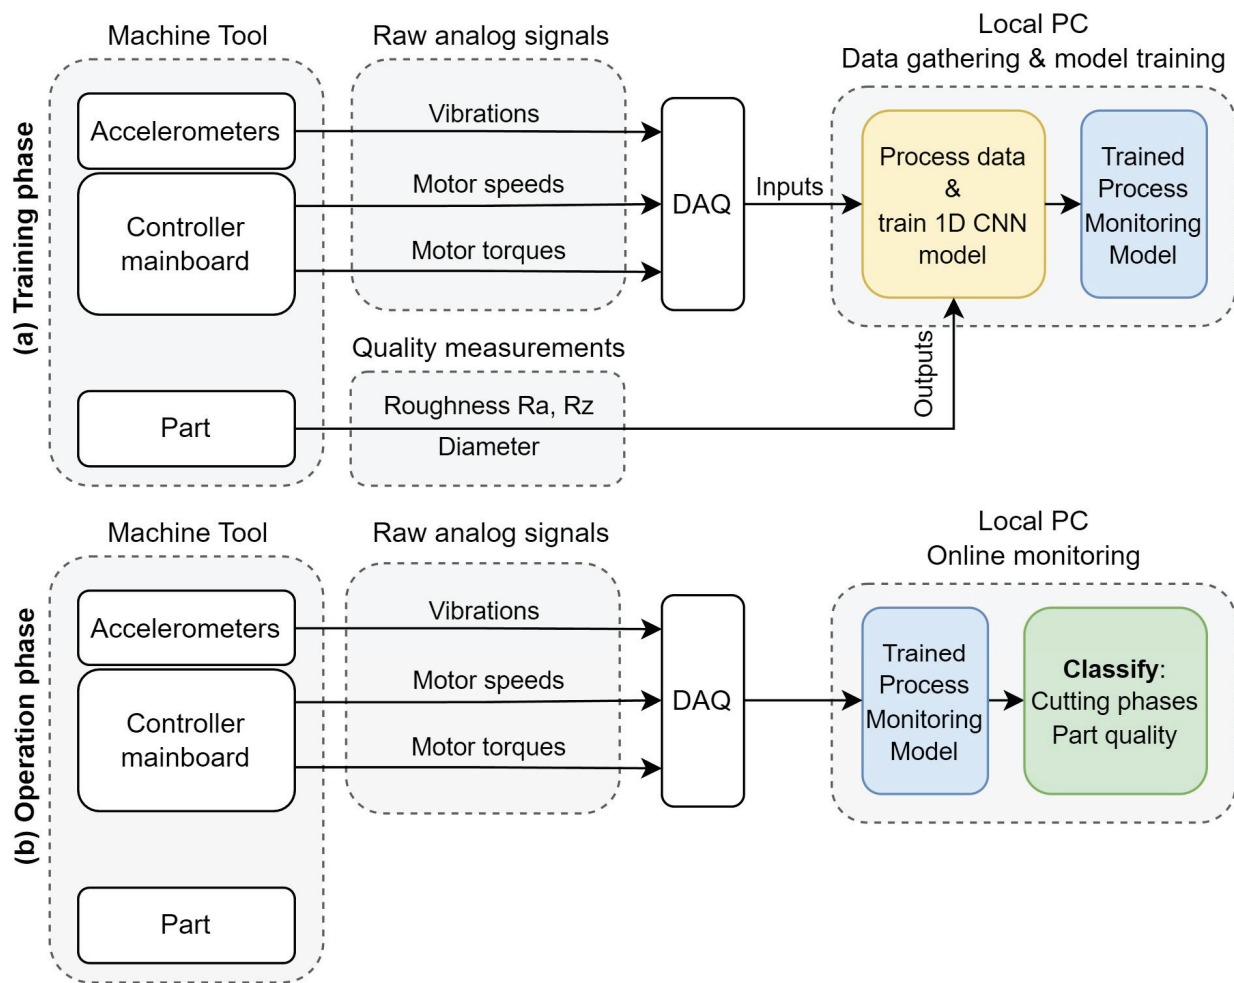 (a) Training phase
Machine Tool
Raw analog signals
Local PC
Data gathering & model training
Accelerometers
Vibrations
Controller
mainboard
Motor speeds
Motor torques
DAQ
Inputs
Process data
&
train 1D CNN
model
Trained
Process
Monitoring
Model
Quality measurements
Part
Roughness Ra, Rz
Diameter
Outputs
(b) Operation phase
Machine Tool
Raw analog signals
Local PC
Online monitoring
Accelerometers
Vibrations
Controller
mainboard
Motor speeds
Motor torques
DAQ
Trained
Process
Monitoring
Model
Classify:
Cutting phases
Part quality
Part